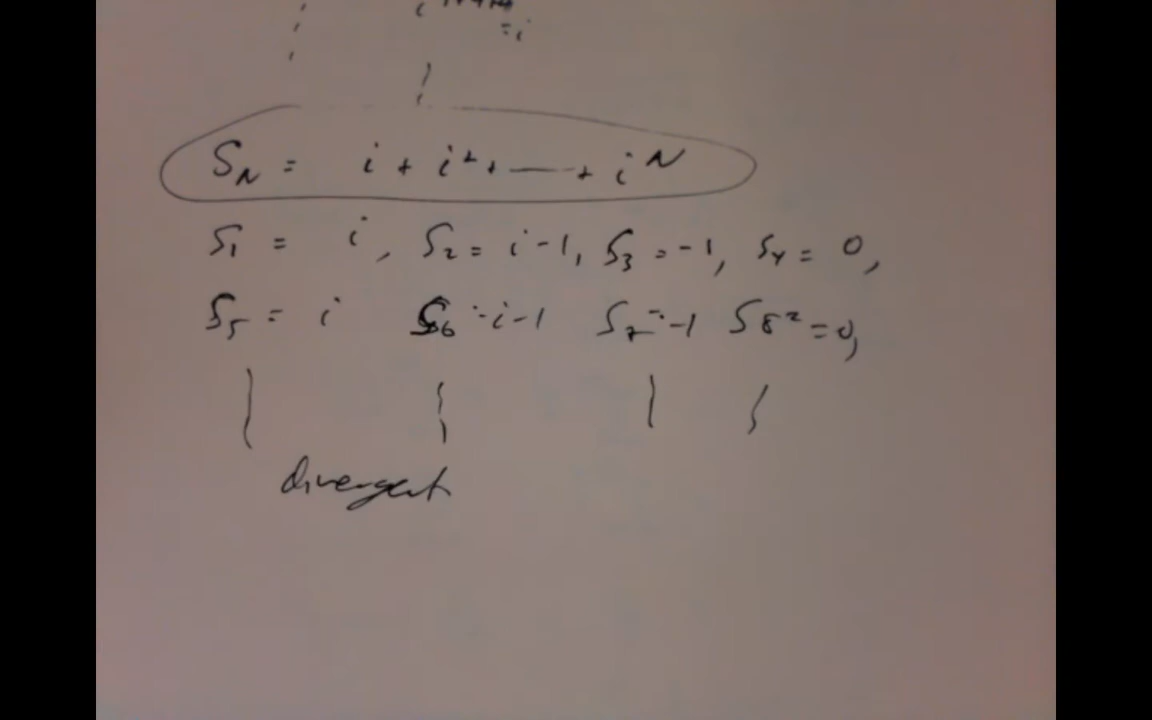 = i
S_N = i + i² + — + i^N
S₁ = i, S₂ = i-1, S₃ = -1, S₄ = 0,
S₅ = i S₆ = i-1 S₇ = -1 S₈ = 0,
divergent